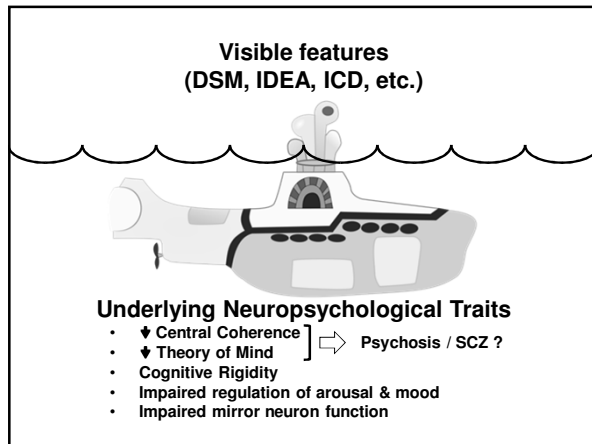 Visible features
(DSM, IDEA, ICD, etc.)
Underlying Neuropsychological Traits
• ↓ Central Coherence
• ↓ Theory of Mind
Psychosis / SCZ ?
• Cognitive Rigidity
• Impaired regulation of arousal & mood
• Impaired mirror neuron function